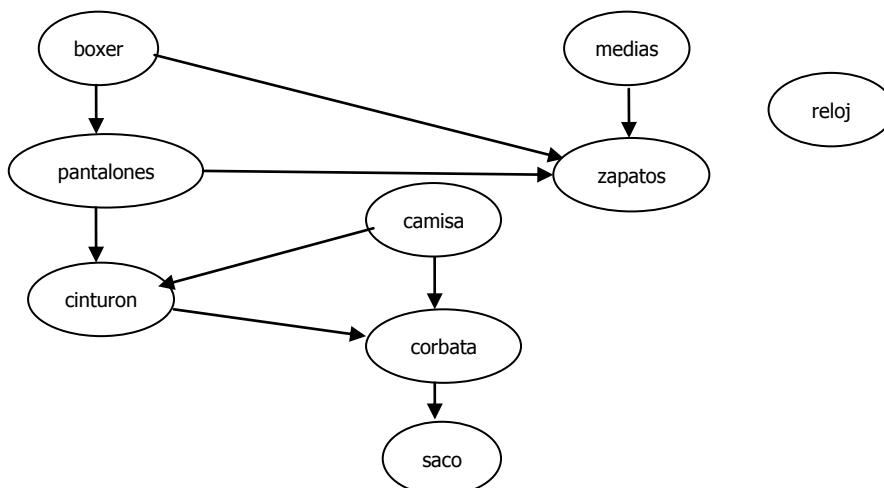 boxer
medias
reloj
pantalones
zapatos
camisa
cinturon
corbata
saco